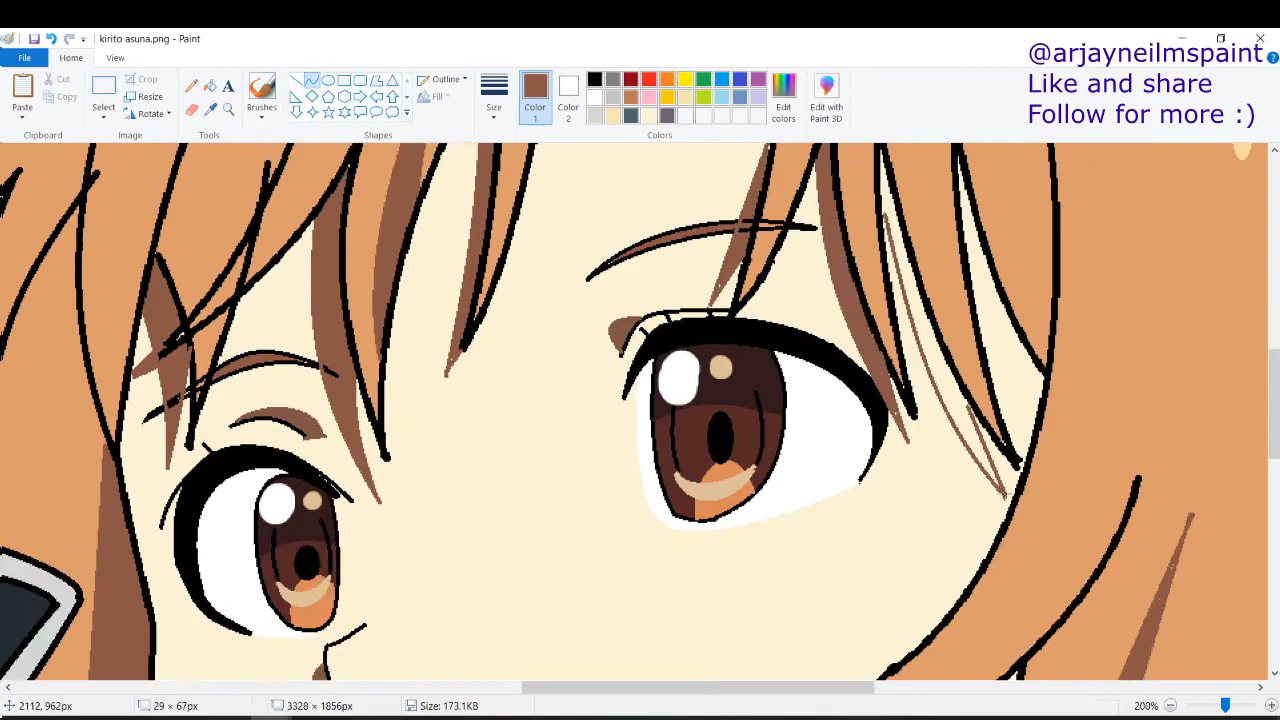 kirito asuna.png - Paint
@arjayneilmspaint
Like and share
Follow for more :)
File Home View
Paste
Cut
Copy
Clipboard
Select
Crop
Resize
Rotate
Image
A
Tools
Brushes
Shapes
Outline
Fill
Size
Color 1
Color 2
Edit colors
Edit with Paint 3D
Colors
2112, 962px
29 × 67px
3328 × 1856px
Size: 173.1KB
200%